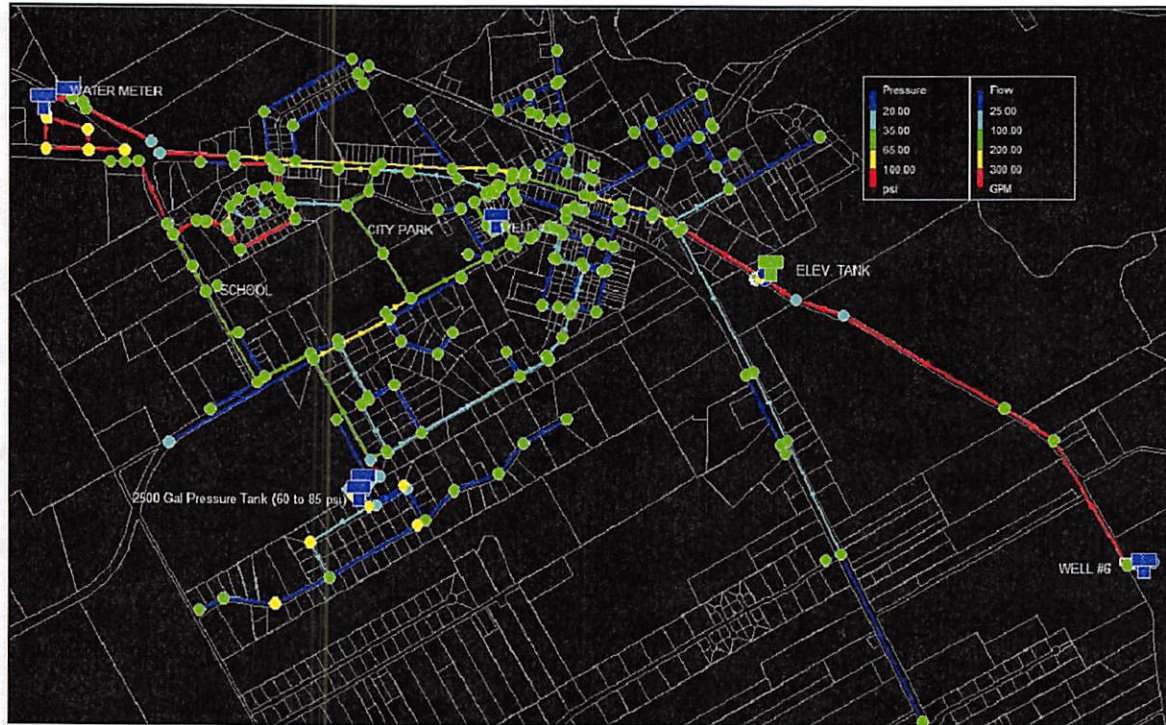 WATER METER
Pressure
20.00
35.00
65.00
100.00
psi
Flow
25.00
100.00
200.00
300.00
GPM
CITY PARK
ELEV. TANK
SCHOOL
2500 Gal Pressure Tank (60 to 85 psi)
WELL #6